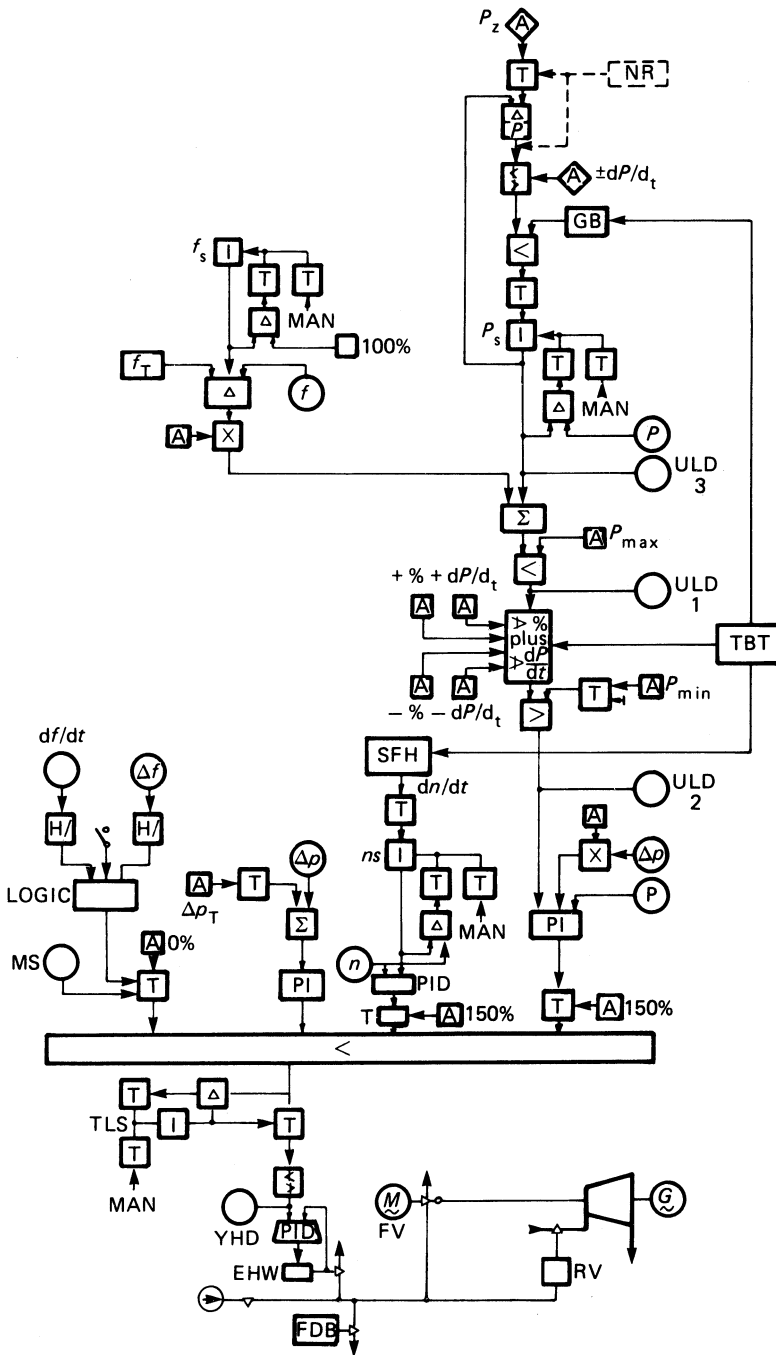 P_z A
T NR
Δ
P
A ±dP/d_t
GB
<
f_s I
T T T
Δ MAN
P_s I
100%
T T
f_T Δ f
Δ MAN
A X
P
ULD
3
Σ
A P_max
<
+ % + dP/d_t
ULD
1
A A
⊁ %
plus
⊁ dP/dt
TBT
A A
− % − dP/d_t
T A P_min
>
df/dt
SFH
Δf
dn/dt
ULD
2
T
A
H/ H/
ns I
X Δp
Δp
LOGIC
A T
T T
P
Δp_T
Σ
Δ MAN
PI
MS
A 0%
n
T
PI
PID
T A 150%
T A 150%
<
T Δ
TLS I T
T
MAN
M
FV
G
YHD
PID
EHW
RV
FDB